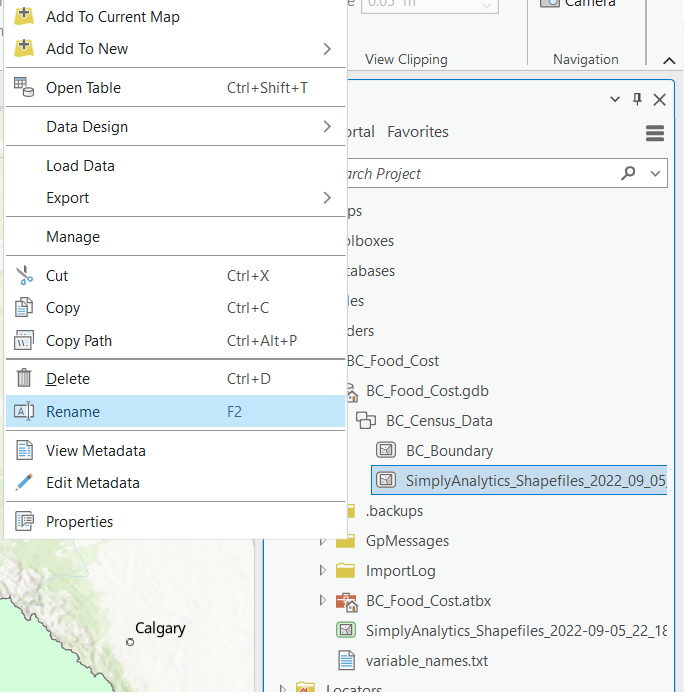 Add To Current Map
Add To New
Open Table Ctrl+Shift+T
Data Design
Load Data
Export
Manage
Cut Ctrl+X
Copy Ctrl+C
Copy Path Ctrl+Alt+P
Delete Ctrl+D
Rename F2
View Metadata
Edit Metadata
Properties
Calgary
0.05 m
Camera
View Clipping
Navigation
ortal Favorites
arch Project
ps
olboxes
tabases
les
ders
BC_Food_Cost
BC_Food_Cost.gdb
BC_Census_Data
BC_Boundary
SimplyAnalytics_Shapefiles_2022_09_05_
.backups
GpMessages
ImportLog
BC_Food_Cost.atbx
SimplyAnalytics_Shapefiles_2022-09-05_22_18
variable_names.txt
Locators